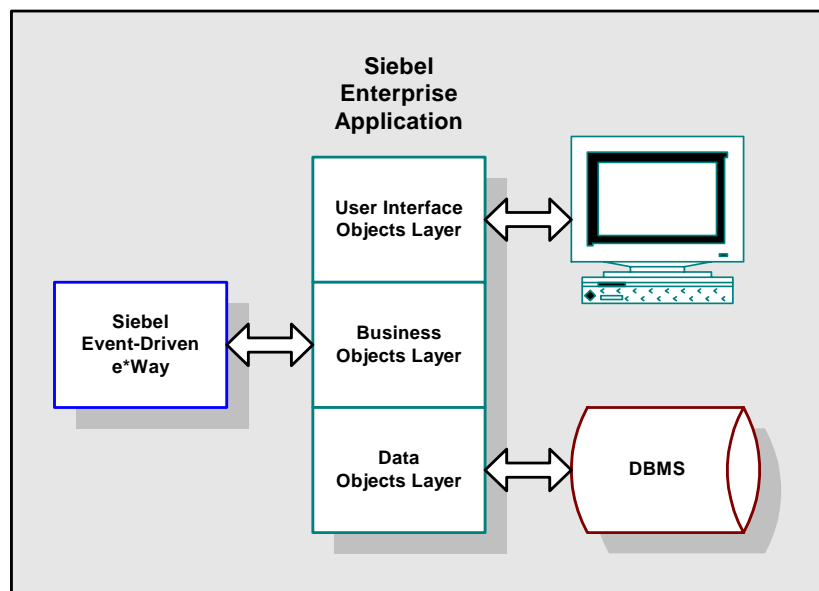 Siebel
Enterprise
Application
User Interface
Objects Layer
Siebel
Event-Driven
e*Way
Business
Objects Layer
Data
Objects Layer
DBMS